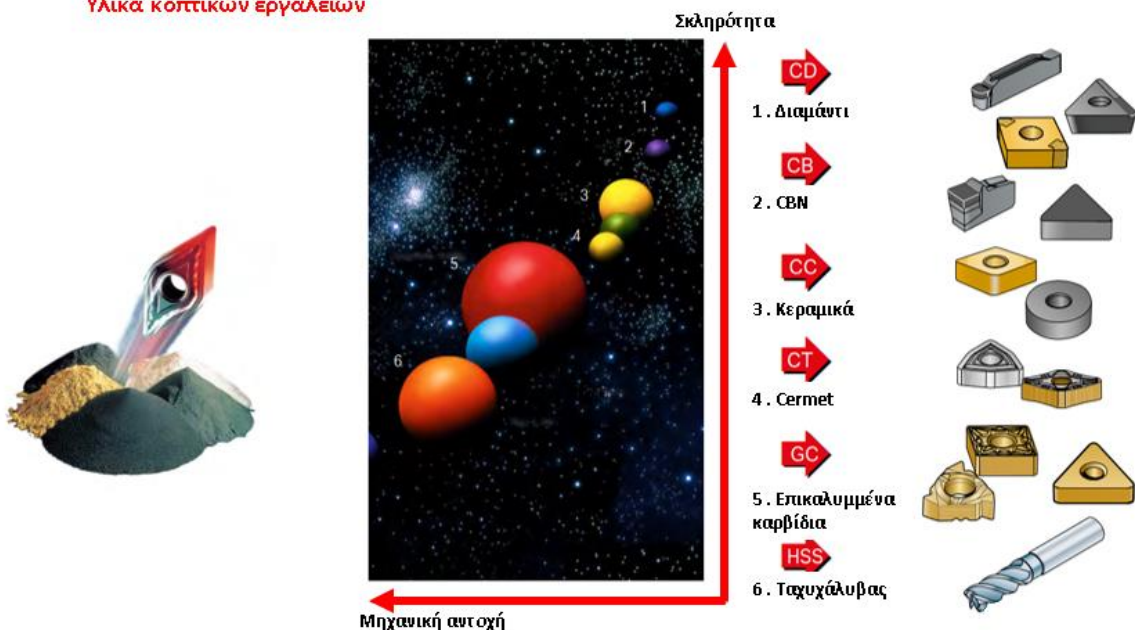 Υλικά κοπτικών εργαλείων
Σκληρότητα
CD
1 . Διαμάντι
CB
2 . CBN
CC
3 . Κεραμικά
CT
4 . Cermet
GC
5 . Επικαλυμμένα
καρβίδια
HSS
6 . Ταχυχάλυβας
1
2
3
4
5
6
Μηχανική αντοχή